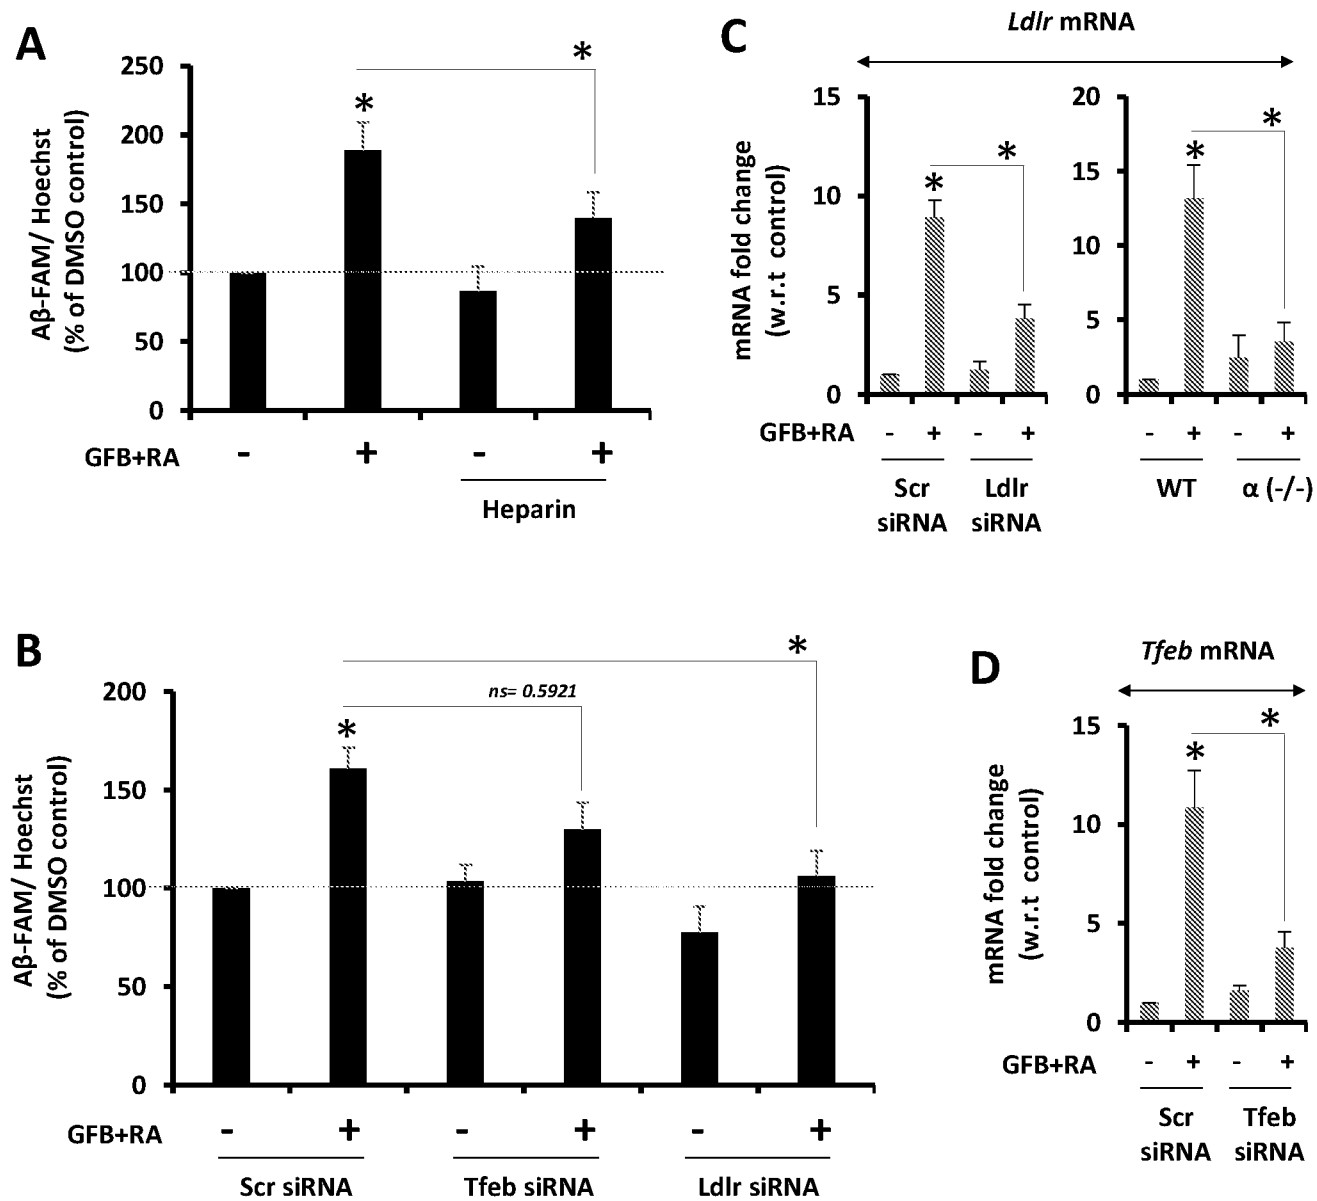 A
Aβ-FAM/ Hoechst
(% of DMSO control)
250
200
150
100
50
0
*
*
GFB+RA
- + - +
Heparin
B
Aβ-FAM/ Hoechst
(% of DMSO control)
200
150
100
50
0
*
ns= 0.5921
*
GFB+RA
- + - + - +
Scr siRNA Tfeb siRNA Ldlr siRNA
C
Ldlr mRNA
mRNA fold change
(w.r.t control)
15
10
5
0
*
*
GFB+RA
- + - +
Scr Ldlr
siRNA siRNA
20
15
10
5
0
*
*
- + - +
WT α (-/-)
D
Tfeb mRNA
mRNA fold change
(w.r.t control)
15
10
5
0
*
*
GFB+RA
- + - +
Scr Tfeb
siRNA siRNA